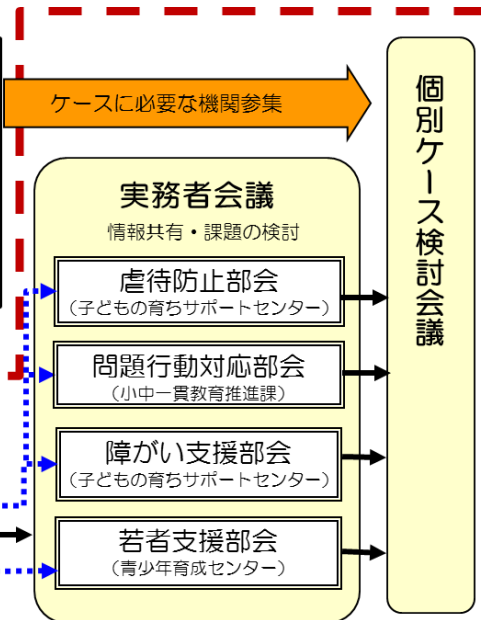 ケースに必要な機関参集
個別ケース検討会議
実務者会議
情報共有・課題の検討
虐待防止部会
（子どもの育ちサポートセンター）
問題行動対応部会
（小中一貫教育推進課）
障がい支援部会
（子どもの育ちサポートセンター）
若者支援部会
（青少年育成センター）